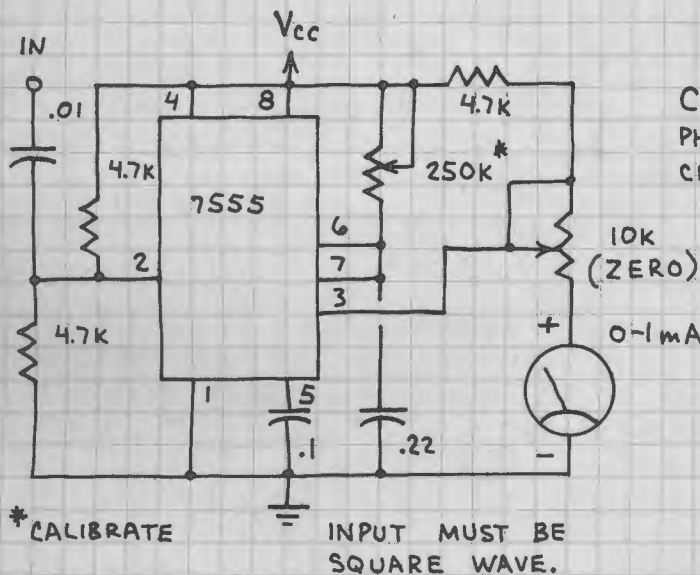 IN
Vcc
.01
4
8
4.7K
4.7K
7555
250K *
6
7
3
2
10K
(ZERO)
4.7K
+
0-1mA
1
5
.1
.22
-
* CALIBRATE
INPUT MUST BE
SQUARE WAVE.